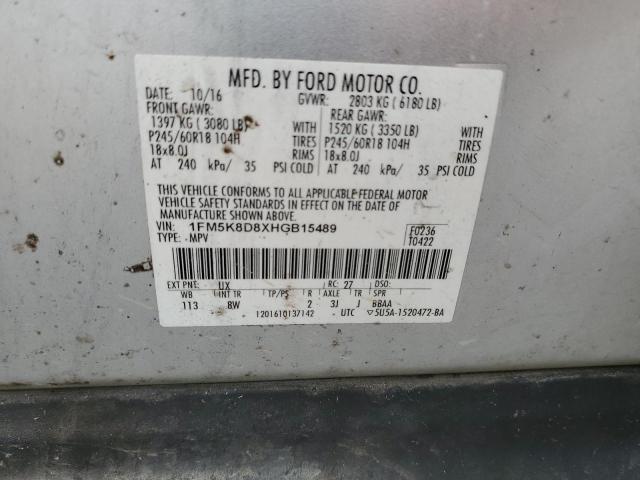 MFD. BY FORD MOTOR CO.
DATE: 10/16 GVWR: 2803 KG ( 6180 LB)
FRONT GAWR: REAR GAWR:
1397 KG ( 3080 LB) WITH 1520 KG ( 3350 LB) WITH
P245/60R18 104H TIRES P245/60R18 104H TIRES
18x8.0J RIMS 18x8.0J RIMS
AT 240 kPa/ 35 PSI COLD AT 240 kPa/ 35 PSI COLD
THIS VEHICLE CONFORMS TO ALL APPLICABLE FEDERAL MOTOR
VEHICLE SAFETY STANDARDS IN EFFECT ON THE DATE OF
MANUFACTURE SHOWN ABOVE.
VIN: 1FM5K8D8XHGB15489 F0236
TYPE: MPV T0422
EXT PNT: UX RC: 27 DSO:
WB INT TR TP/PS R AXLE TR SPR
113 8W 2 3J J BBAA
1201610137142 UTC ▽5U5A-1520472-BA